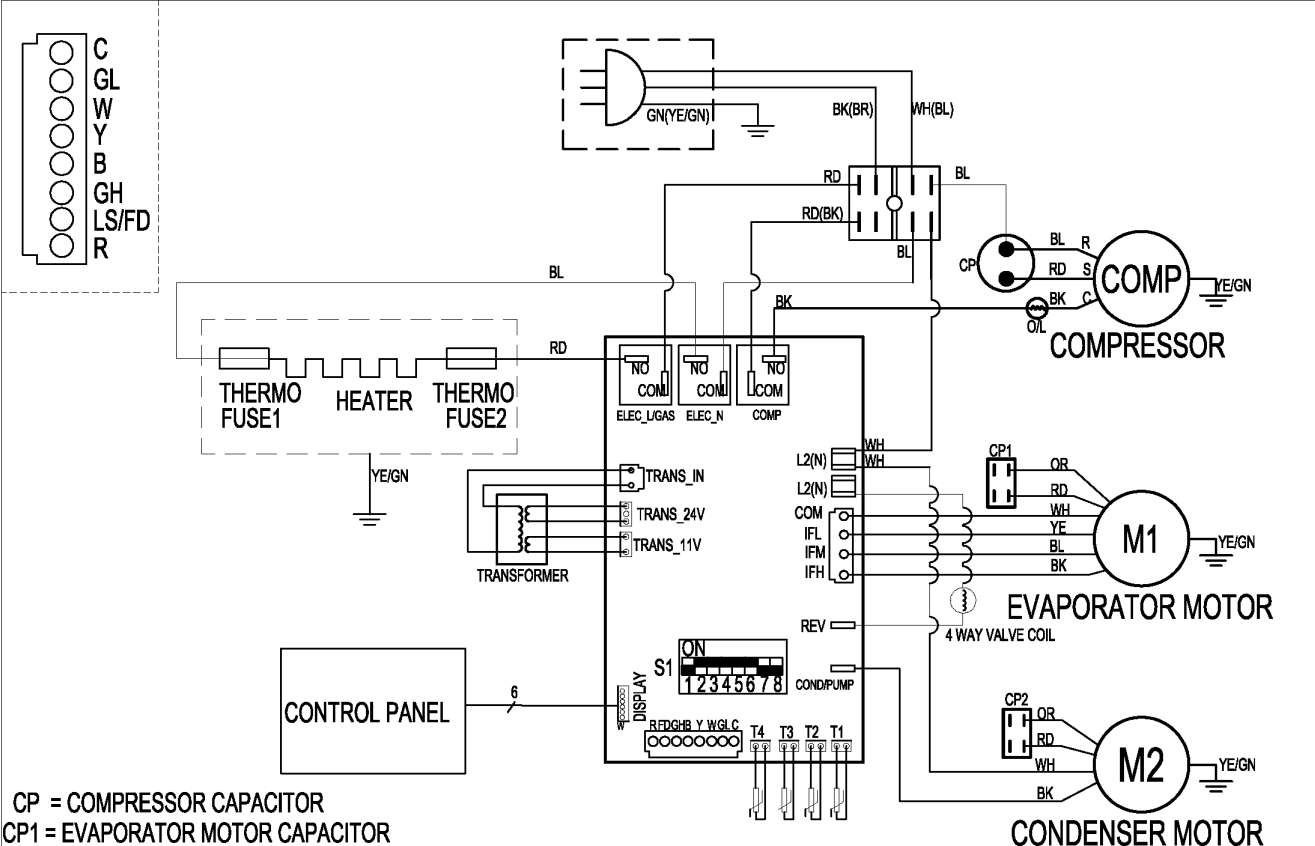 C
GL
W
Y
B
GH
LS/FD
R
GN(YE/GN)
BK(BR)
WH(BL)
RD
BL
RD(BK)
BL
CP
BL
R
RD
S
BK
C
O/L
COMP
YE/GN
COMPRESSOR
BL
BK
RD
THERMO
FUSE1
HEATER
THERMO
FUSE2
YE/GN
NO
COM
NO
COM
NO
COM
ELEC_L/GAS
ELEC_N
COMP
TRANS_IN
TRANS_24V
TRANS_11V
TRANSFORMER
L2(N)
WH
WH
L2(N)
COM
IFL
IFM
IFH
REV
COND/PUMP
CP1
OR
RD
WH
YE
BL
BK
M1
YE/GN
EVAPORATOR MOTOR
4 WAY VALVE COIL
S1
ON
12345678
CONTROL PANEL
6
DISPLAY
W
R FDGHB Y WGLC
T4
T3
T2
T1
CP2
OR
RD
WH
BK
M2
YE/GN
CONDENSER MOTOR
CP = COMPRESSOR CAPACITOR
CP1 = EVAPORATOR MOTOR CAPACITOR